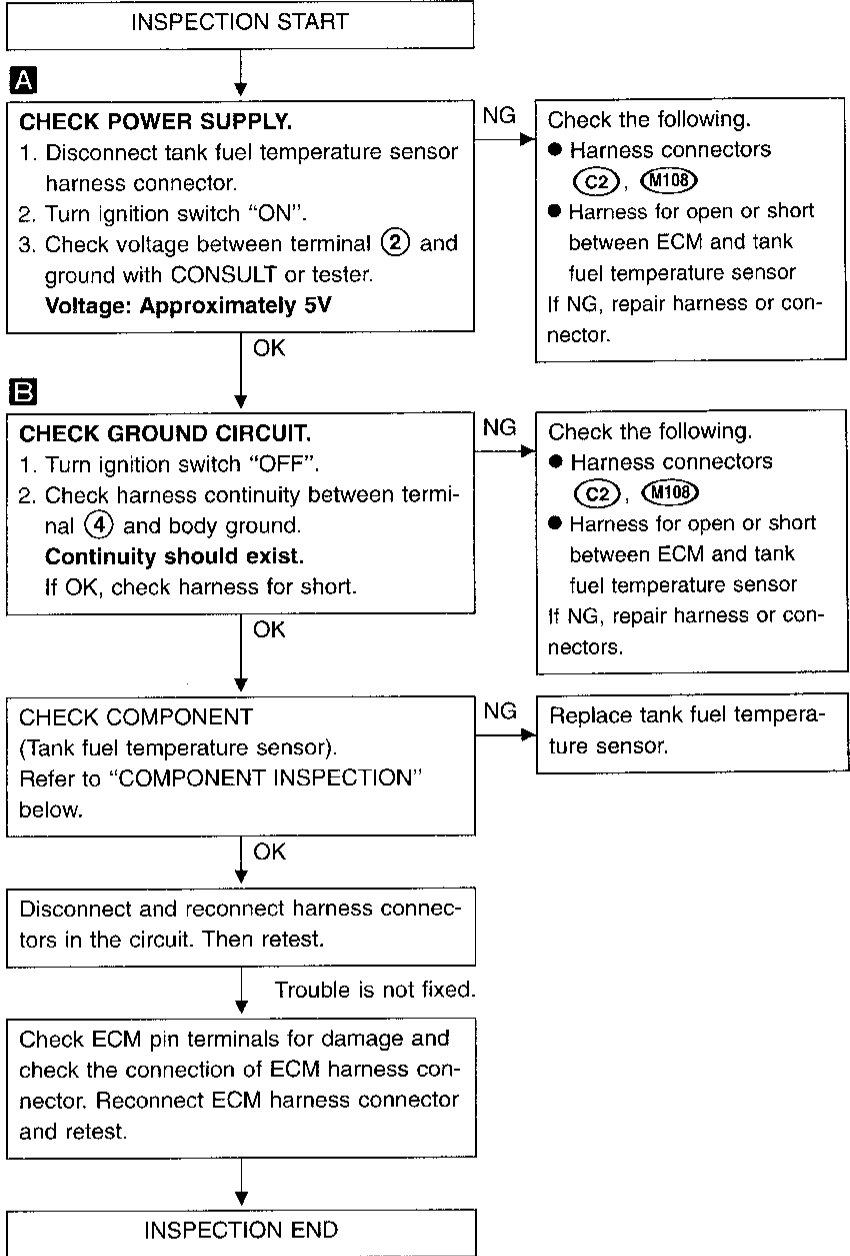 INSPECTION START
A
CHECK POWER SUPPLY.
1. Disconnect tank fuel temperature sensor
harness connector.
2. Turn ignition switch “ON”.
3. Check voltage between terminal ② and
ground with CONSULT or tester.
Voltage: Approximately 5V
NG
Check the following.
● Harness connectors
C2, M108
● Harness for open or short
between ECM and tank
fuel temperature sensor
If NG, repair harness or con-
nector.
OK
B
CHECK GROUND CIRCUIT.
1. Turn ignition switch “OFF”.
2. Check harness continuity between termi-
nal ④ and body ground.
Continuity should exist.
If OK, check harness for short.
NG
Check the following.
● Harness connectors
C2, M108
● Harness for open or short
between ECM and tank
fuel temperature sensor
If NG, repair harness or con-
nectors.
OK
CHECK COMPONENT
(Tank fuel temperature sensor).
Refer to “COMPONENT INSPECTION”
below.
NG
Replace tank fuel tempera-
ture sensor.
OK
Disconnect and reconnect harness connec-
tors in the circuit. Then retest.
Trouble is not fixed.
Check ECM pin terminals for damage and
check the connection of ECM harness con-
nector. Reconnect ECM harness connector
and retest.
INSPECTION END